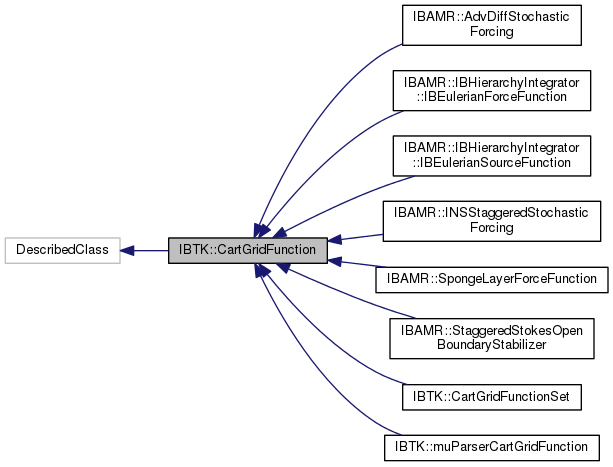 IBAMR::AdvDiffStochastic
Forcing
IBAMR::IBHierarchyIntegrator
::IBEulerianForceFunction
IBAMR::IBHierarchyIntegrator
::IBEulerianSourceFunction
IBAMR::INSStaggeredStochastic
Forcing
DescribedClass
IBTK::CartGridFunction
IBAMR::SpongeLayerForceFunction
IBAMR::StaggeredStokesOpen
BoundaryStabilizer
IBTK::CartGridFunctionSet
IBTK::muParserCartGridFunction